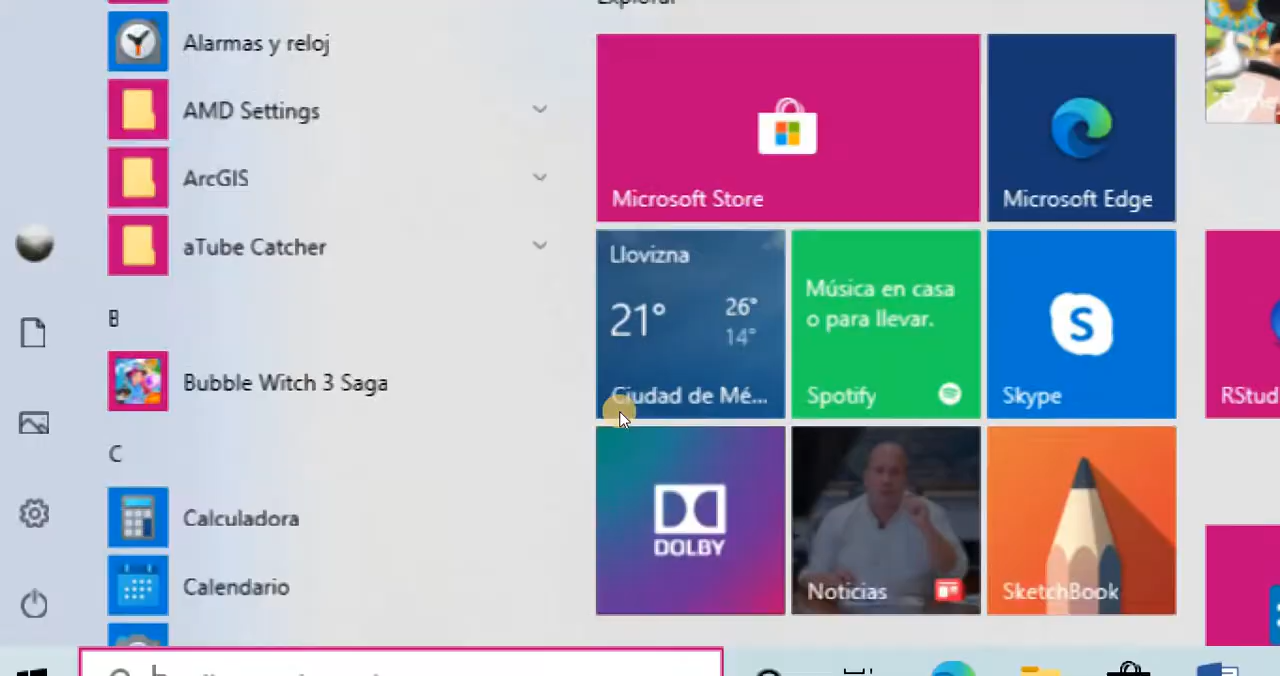 Explorar
Alarmas y reloj
AMD Settings
ArcGIS
aTube Catcher
B
Bubble Witch 3 Saga
C
Calculadora
Calendario
Microsoft Store
Microsoft Edge
Llovizna
21°
26°
14°
Ciudad de Mé...
Música en casa
o para llevar.
Spotify
S
Skype
DOLBY
Noticias
SketchBook
RStud